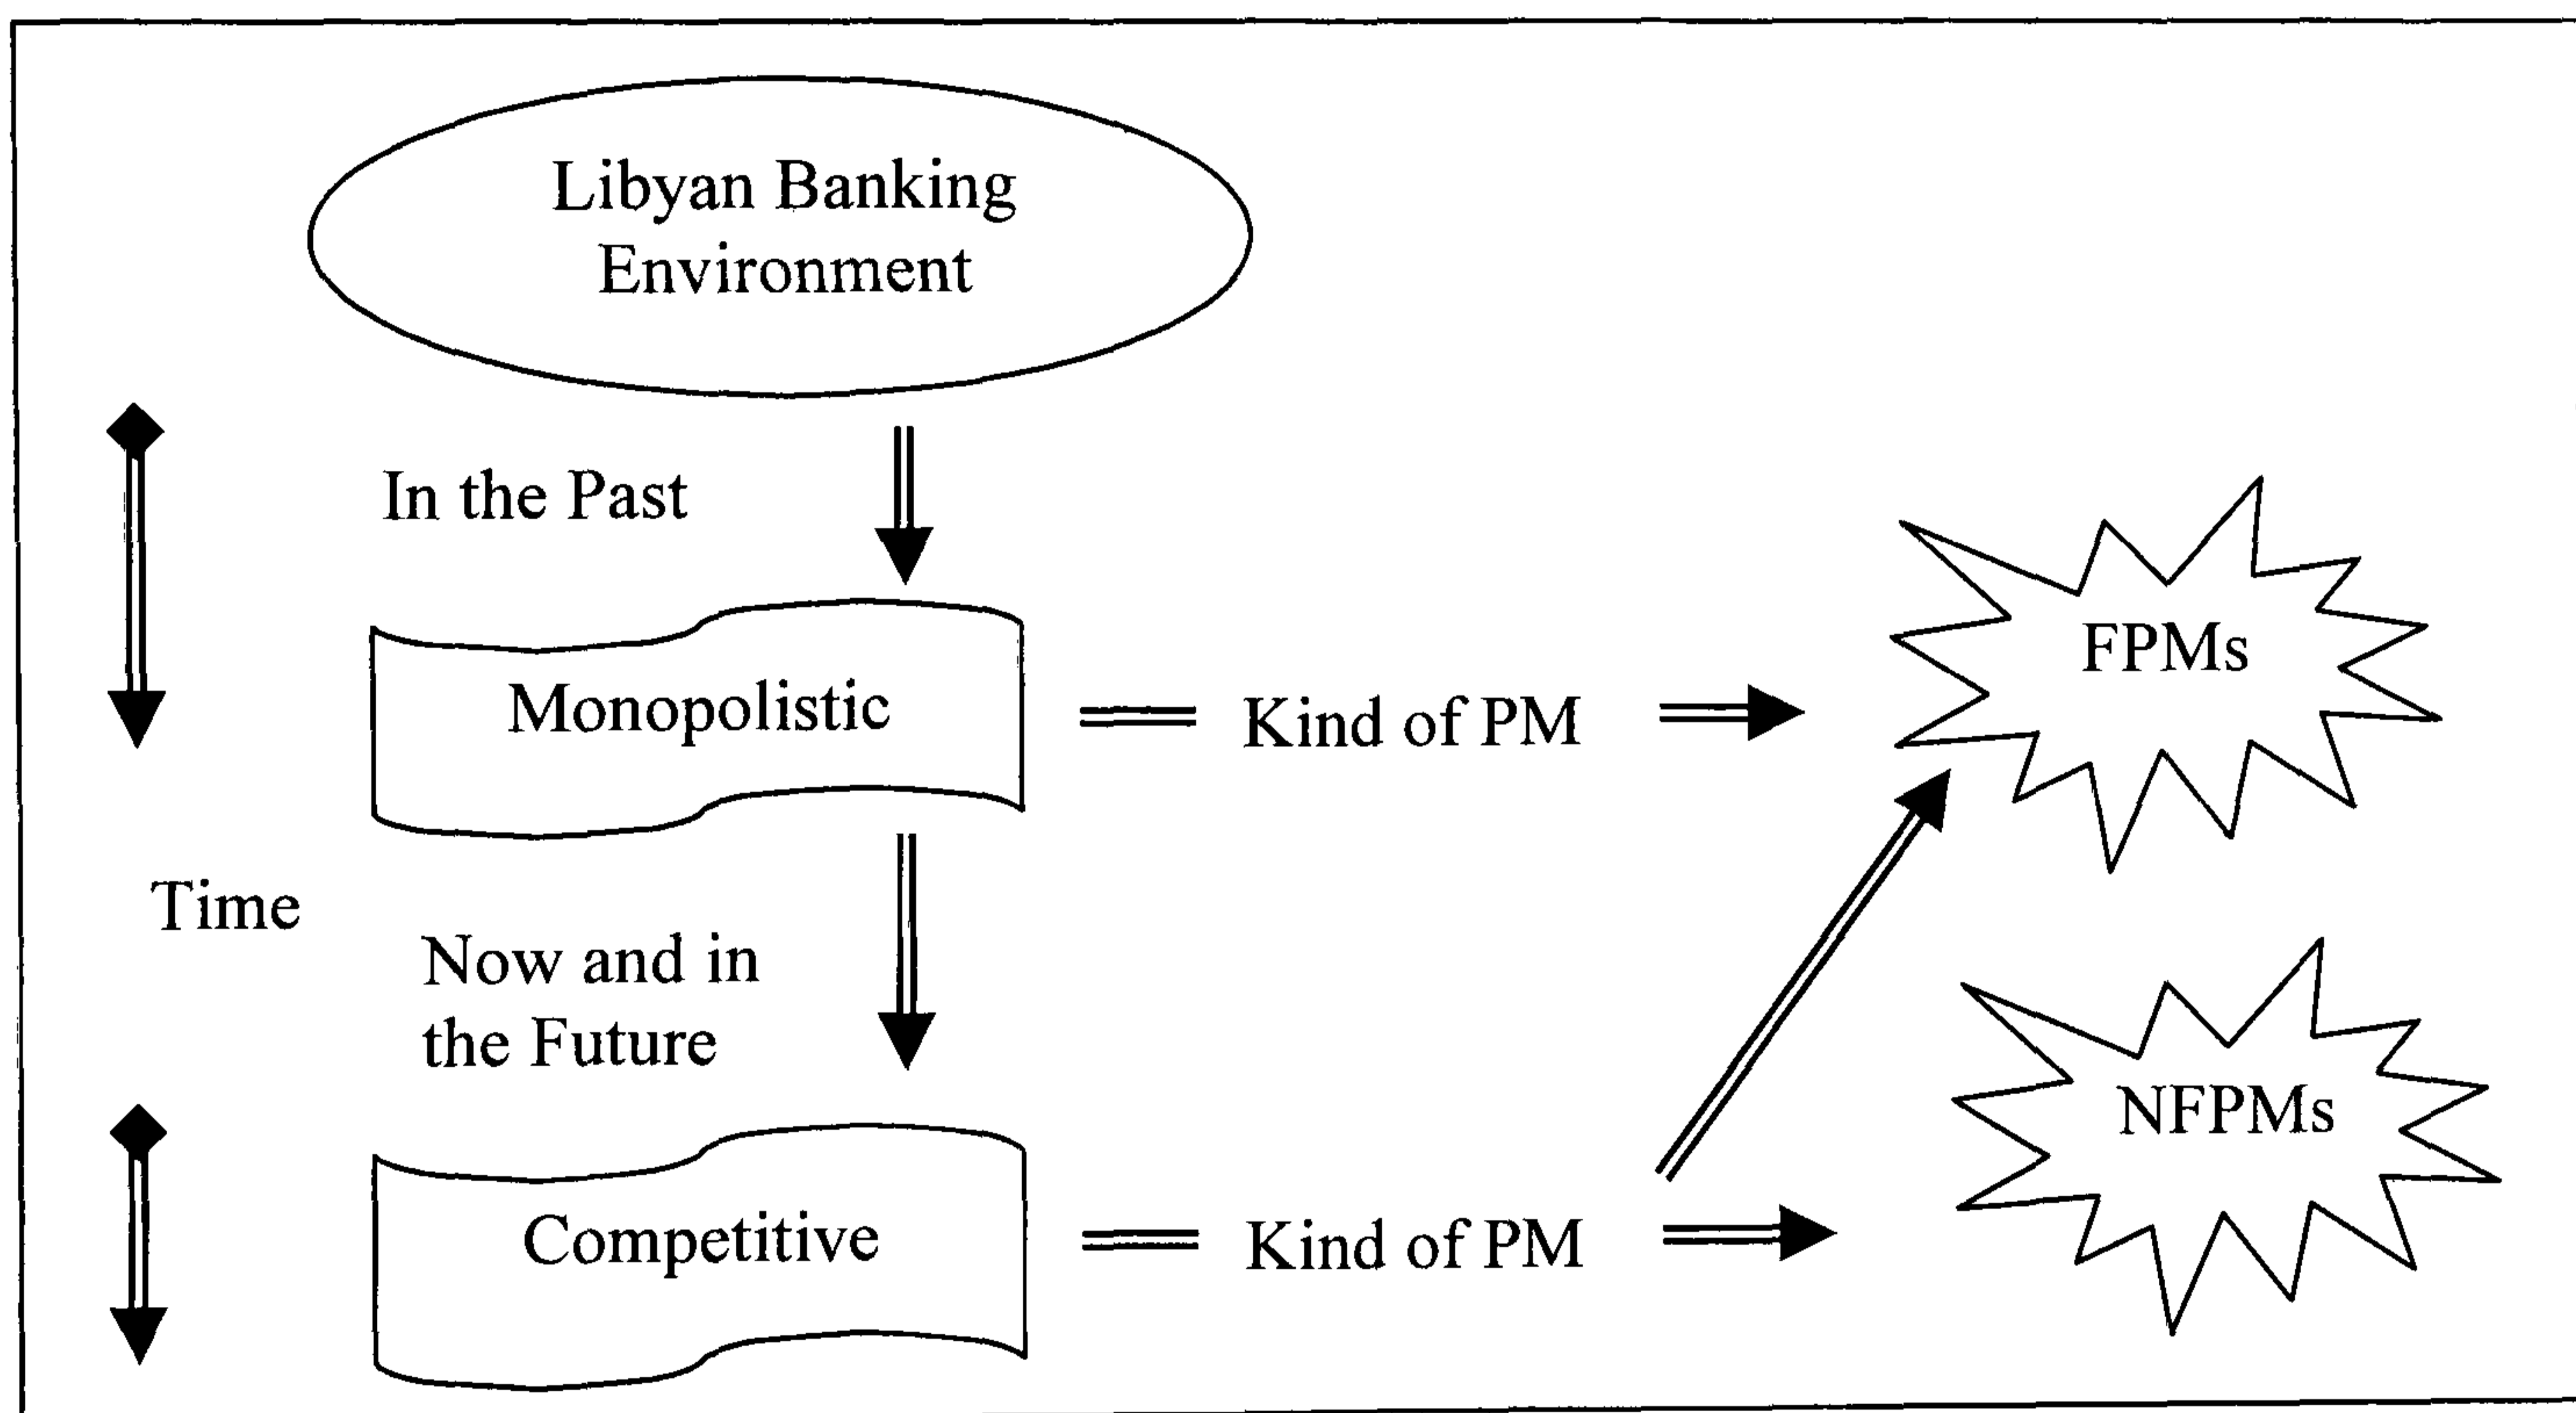 Libyan Banking
Environment
In the Past
Monopolistic
Kind of PM
FPMs
Time
Now and in
the Future
Competitive
Kind of PM
NFPMs